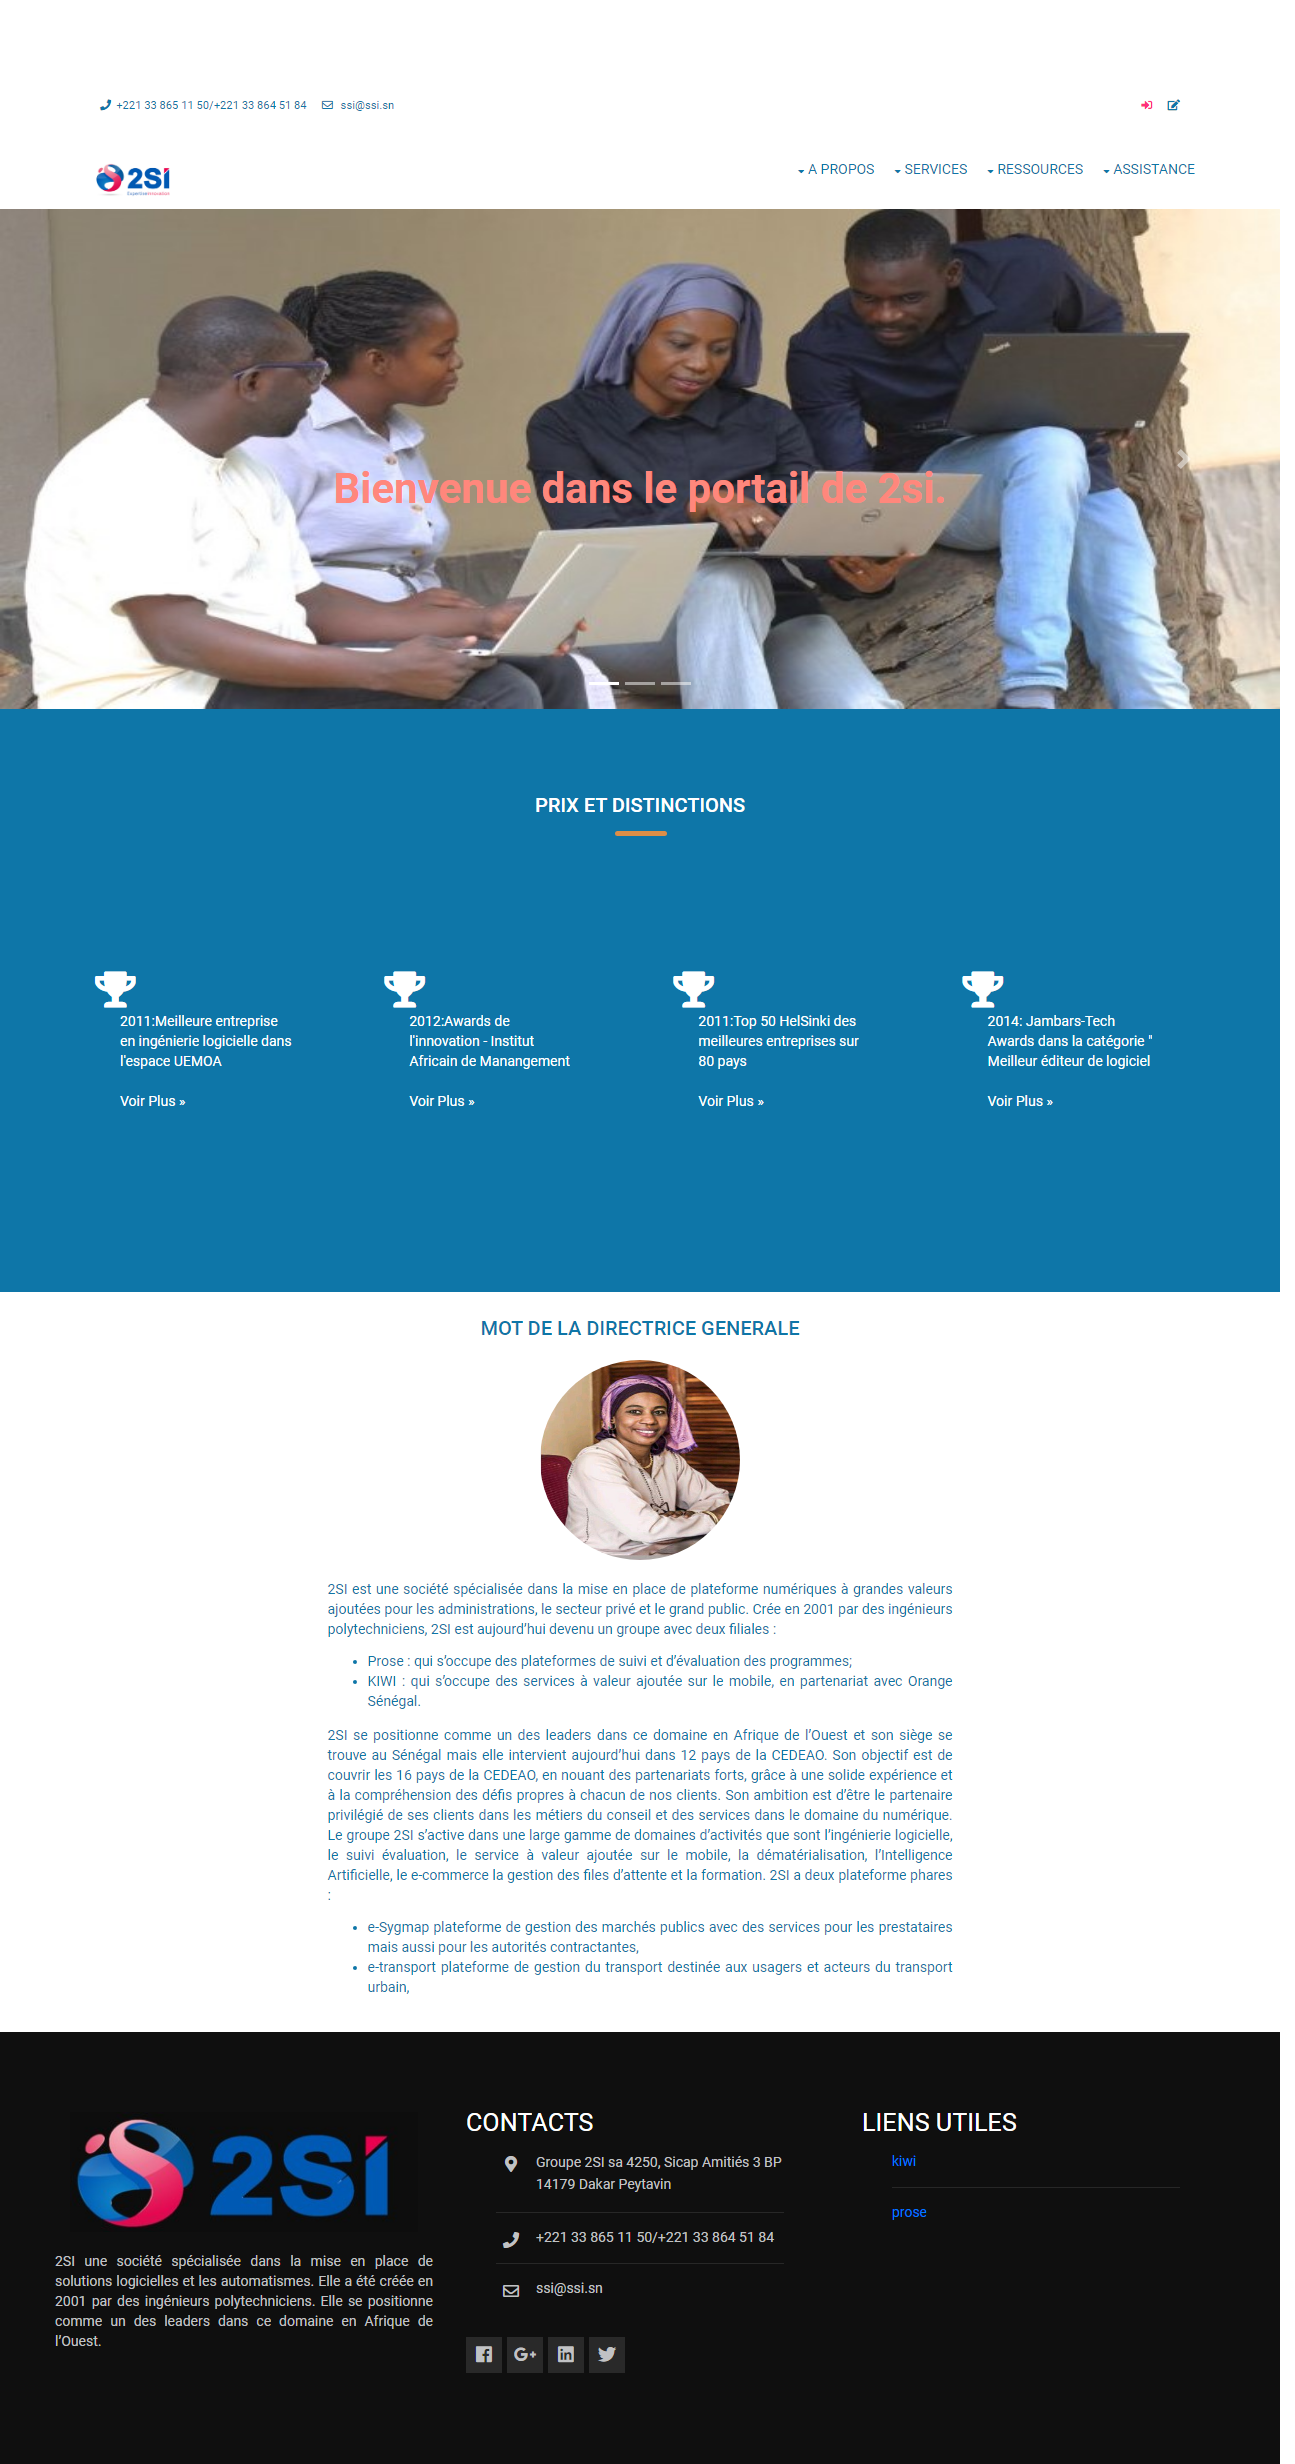 +221 33 865 11 50/+221 33 864 51 84 ssi@ssi.sn
2Si
A PROPOS SERVICES RESSOURCES ASSISTANCE
Bienvenue dans le portail de 2si.
PRIX ET DISTINCTIONS
2011:Meilleure entreprise
en ingénierie logicielle dans
l'espace UEMOA
Voir Plus »
2012:Awards de
l'innovation - Institut
Africain de Manangement
Voir Plus »
2011:Top 50 HelSinki des
meilleures entreprises sur
80 pays
Voir Plus »
2014: Jambars-Tech
Awards dans la catégorie "
Meilleur éditeur de logiciel
Voir Plus »
MOT DE LA DIRECTRICE GENERALE
2SI est une société spécialisée dans la mise en place de plateforme numériques à grandes valeurs
ajoutées pour les administrations, le secteur privé et le grand public. Crée en 2001 par des ingénieurs
polytechniciens, 2SI est aujourd’hui devenu un groupe avec deux filiales :
• Prose : qui s’occupe des plateformes de suivi et d’évaluation des programmes;
• KIWI : qui s’occupe des services à valeur ajoutée sur le mobile, en partenariat avec Orange
Sénégal.
2SI se positionne comme un des leaders dans ce domaine en Afrique de l’Ouest et son siège se
trouve au Sénégal mais elle intervient aujourd’hui dans 12 pays de la CEDEAO. Son objectif est de
couvrir les 16 pays de la CEDEAO, en nouant des partenariats forts, grâce à une solide expérience et
à la compréhension des défis propres à chacun de nos clients. Son ambition est d’être le partenaire
privilégié de ses clients dans les métiers du conseil et des services dans le domaine du numérique.
Le groupe 2SI s’active dans une large gamme de domaines d’activités que sont l’ingénierie logicielle,
le suivi évaluation, le service à valeur ajoutée sur le mobile, la dématérialisation, l’Intelligence
Artificielle, le e-commerce la gestion des files d’attente et la formation. 2SI a deux plateforme phares
:
• e-Sygmap plateforme de gestion des marchés publics avec des services pour les prestataires
mais aussi pour les autorités contractantes,
• e-transport plateforme de gestion du transport destinée aux usagers et acteurs du transport
urbain,
2Si
2SI une société spécialisée dans la mise en place de
solutions logicielles et les automatismes. Elle a été créée en
2001 par des ingénieurs polytechniciens. Elle se positionne
comme un des leaders dans ce domaine en Afrique de
l’Ouest.
CONTACTS
Groupe 2SI sa 4250, Sicap Amitiés 3 BP
14179 Dakar Peytavin
+221 33 865 11 50/+221 33 864 51 84
ssi@ssi.sn
LIENS UTILES
kiwi
prose